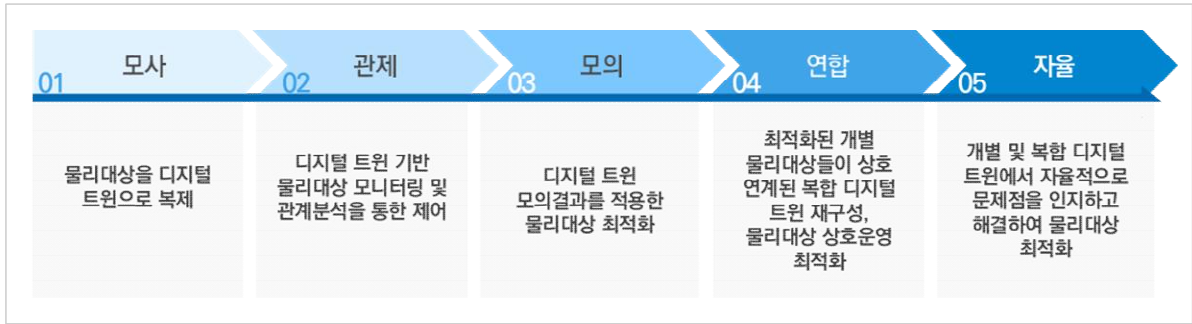 01 모사
02 관제
03 모의
04 연합
05 자율
물리대상을 디지털
트윈으로 복제
디지털 트윈 기반
물리대상 모니터링 및
관계분석을 통한 제어
디지털 트윈
모의결과를 적용한
물리대상 최적화
최적화된 개별
물리대상들이 상호
연계된 복합 디지털
트윈 재구성,
물리대상 상호운영
최적화
개별 및 복합 디지털
트윈에서 자율적으로
문제점을 인지하고
해결하여 물리대상
최적화